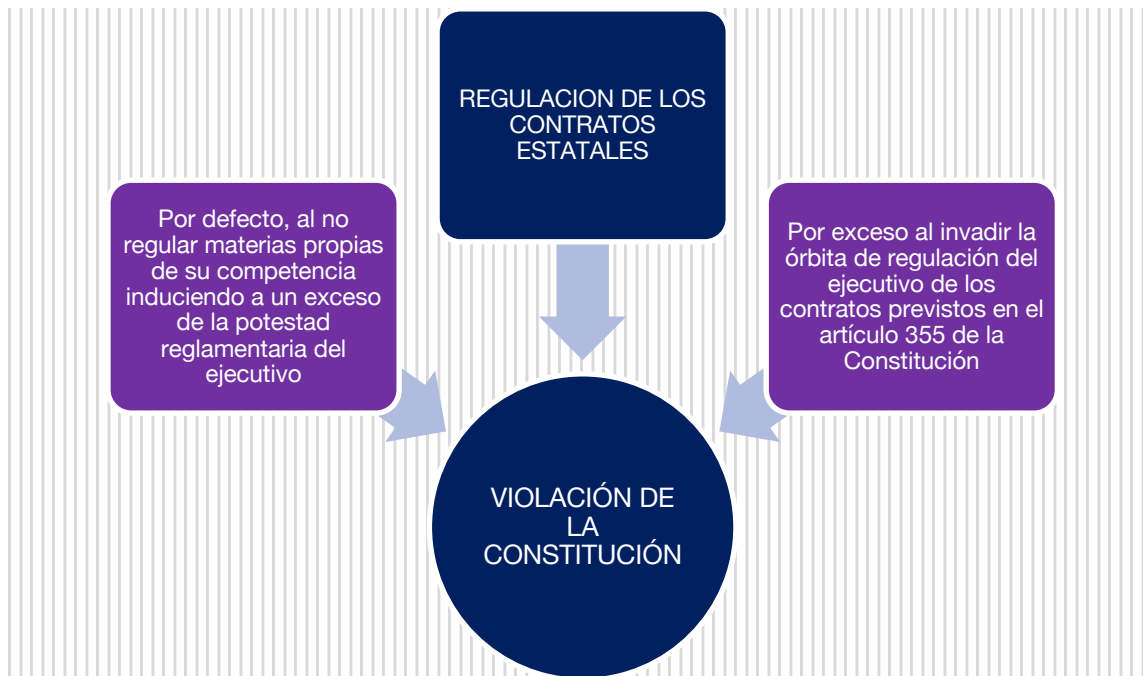 REGULACION DE LOS
CONTRATOS
ESTATALES
Por defecto, al no
regular materias propias
de su competencia
induciendo a un exceso
de la potestad
reglamentaria del
ejecutivo
Por exceso al invadir la
órbita de regulación del
ejecutivo de los
contratos previstos en el
artículo 355 de la
Constitución
VIOLACIÓN DE
LA
CONSTITUCIÓN